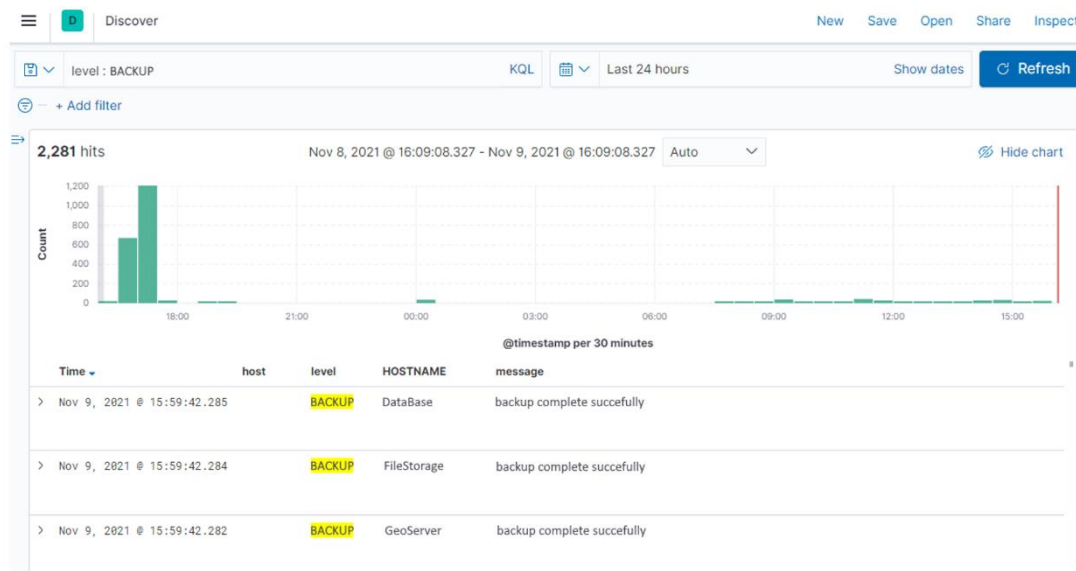 D Discover New Save Open Share Inspect
level : BACKUP KQL Last 24 hours Show dates Refresh
+ Add filter
2,281 hits Nov 8, 2021 @ 16:09:08.327 - Nov 9, 2021 @ 16:09:08.327 Auto Hide chart
1,200
1,000
800
600
400
200
0
Count
18:00 21:00 00:00 03:00 06:00 09:00 12:00 15:00
@timestamp per 30 minutes
Time host level HOSTNAME message
Nov 9, 2021 @ 15:59:42.285 BACKUP DataBase backup complete succefully
Nov 9, 2021 @ 15:59:42.284 BACKUP FileStorage backup complete succefully
Nov 9, 2021 @ 15:59:42.282 BACKUP GeoServer backup complete succefully